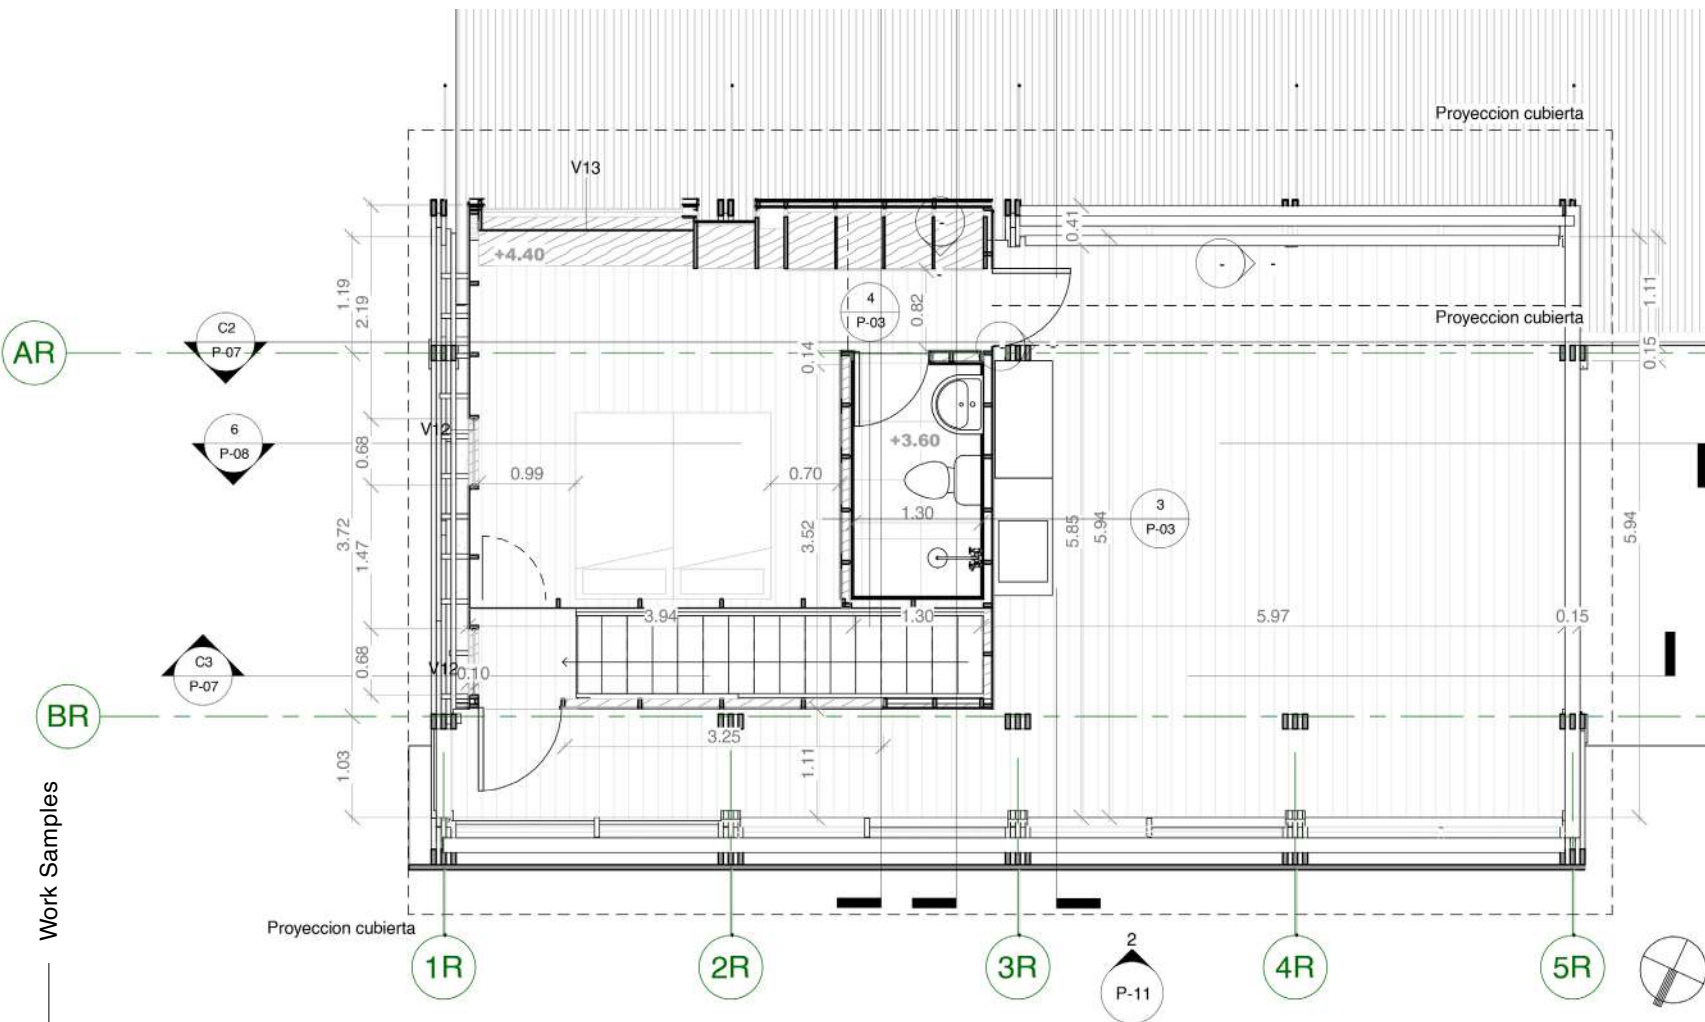 Proyeccion cubierta
V13
+4.40
0.41
1.19
2.19
1.11
4
P-03
0.82
Proyeccion cubierta
C2
P-07
AR
0.14
0.15
V12
6
P-08
0.68
+3.60
0.99
0.70
1.30
3
P-03
3.72
1.47
3.52
5.85
5.94
5.94
3.94
1.30
5.97
0.15
C3
P-07
0.68
V12
0.10
BR
3.25
1.03
1.11
Work Samples
Proyeccion cubierta
1R
2R
3R
2
P-11
4R
5R